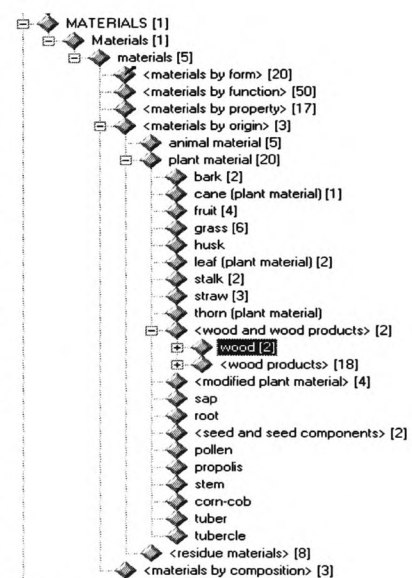 MATERIALS [1]
Materials [1]
materials [5]
<materials by form> [20]
<materials by function> [50]
<materials by property> [17]
<materials by origin> [3]
animal material [5]
plant material [20]
bark [2]
cane (plant material) [1]
fruit [4]
grass [6]
husk
leaf (plant material) [2]
stalk [2]
straw [3]
thorn (plant material)
<wood and wood products> [2]
wood [2]
<wood products> [18]
<modified plant material> [4]
sap
root
<seed and seed components> [2]
pollen
propolis
stem
corn-cob
tuber
tubercle
<residue materials> [8]
<materials by composition> [3]